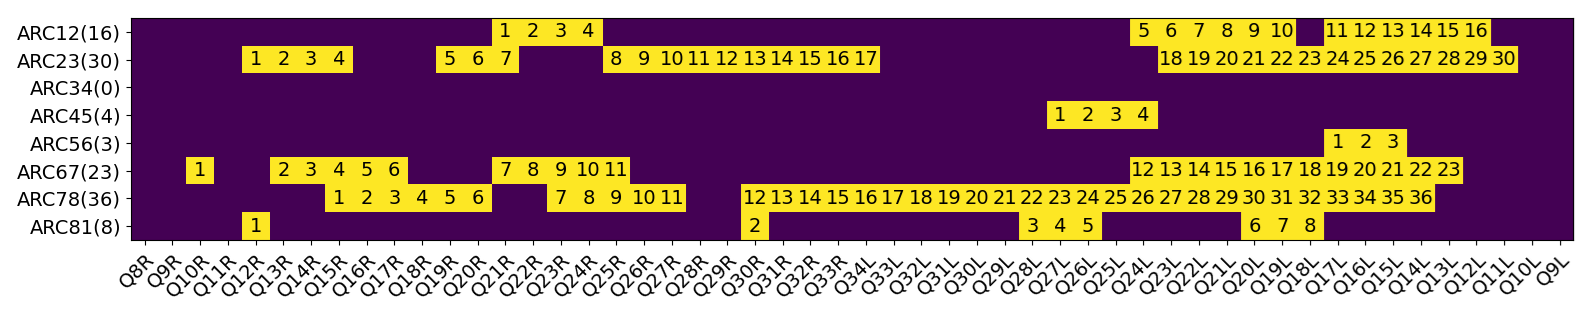 ARC12(16) 1 2 3 4 5 6 7 8 9 10 11 12 13 14 15 16
ARC23(30) 1 2 3 4 5 6 7 8 9 10 11 12 13 14 15 16 17 18 19 20 21 22 23 24 25 26 27 28 29 30
ARC34(0)
ARC45(4) 1 2 3 4
ARC56(3) 1 2 3
ARC67(23) 1 2 3 4 5 6 7 8 9 10 11 12 13 14 15 16 17 18 19 20 21 22 23
ARC78(36) 1 2 3 4 5 6 7 8 9 10 11 12 13 14 15 16 17 18 19 20 21 22 23 24 25 26 27 28 29 30 31 32 33 34 35 36
ARC81(8) 1 2 3 4 5 6 7 8
Q8R Q9R Q10R Q11R Q12R Q13R Q14R Q15R Q16R Q17R Q18R Q19R Q20R Q21R Q22R Q23R Q24R Q25R Q26R Q27R Q28R Q29R Q30R Q31R Q32R Q33R Q34L Q33L Q32L Q31L Q30L Q29L Q28L Q27L Q26L Q25L Q24L Q23L Q22L Q21L Q20L Q19L Q18L Q17L Q16L Q15L Q14L Q13L Q12L Q11L Q10L Q9L